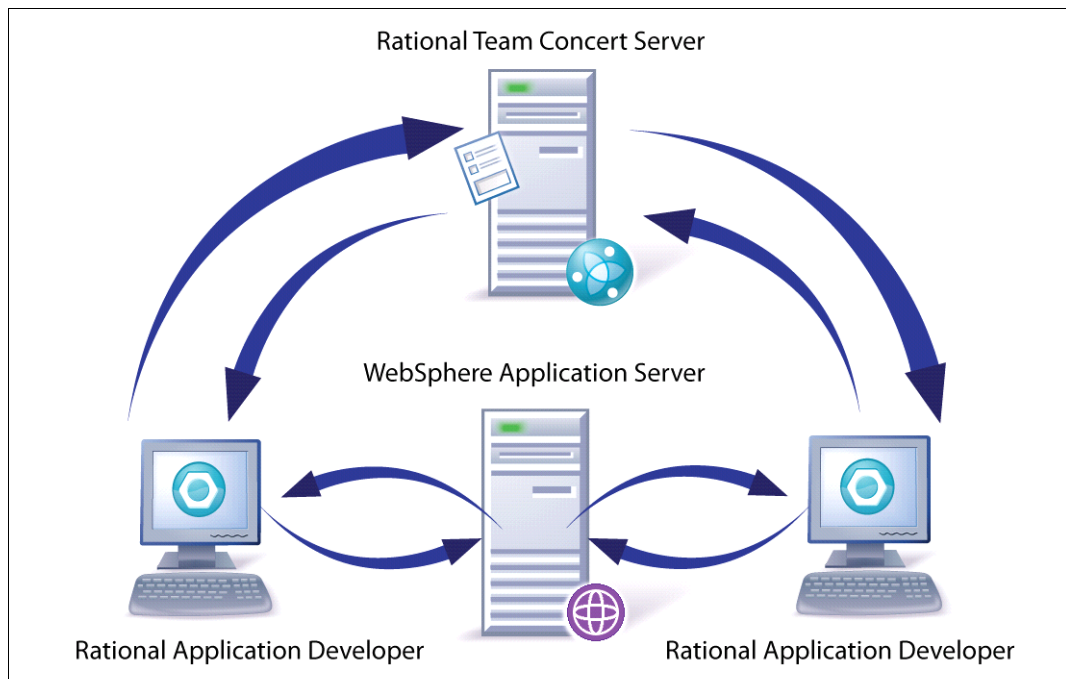 Rational Team Concert Server
WebSphere Application Server
Rational Application Developer
Rational Application Developer